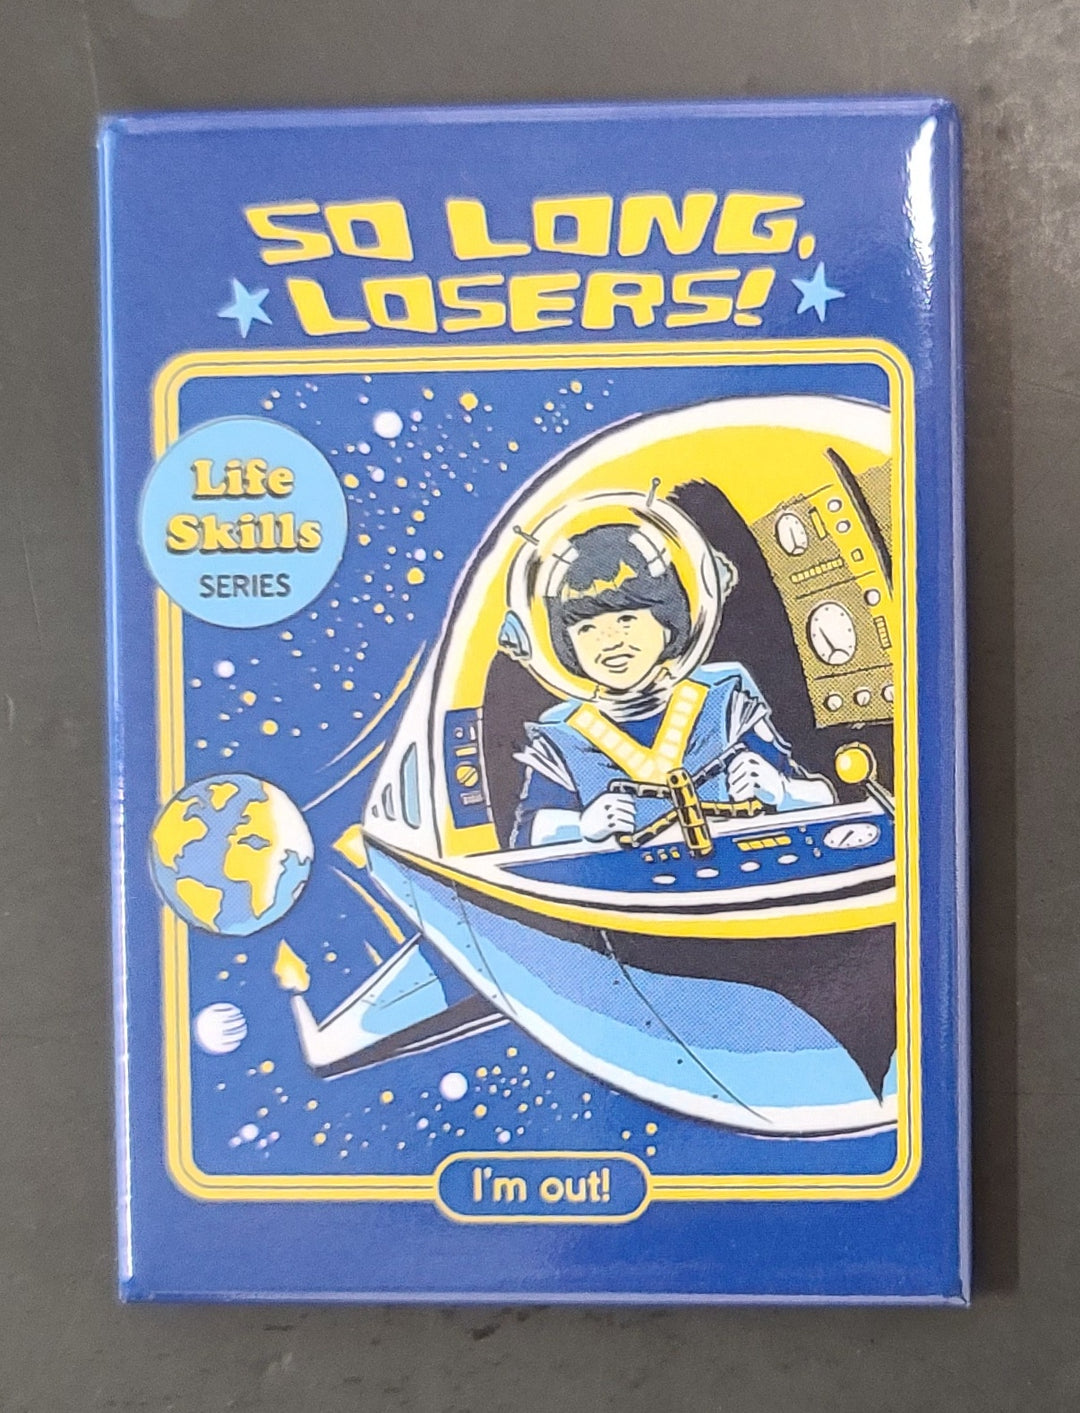 SO LONG,
LOSERS!
Life
Skills
SERIES
I'm out!